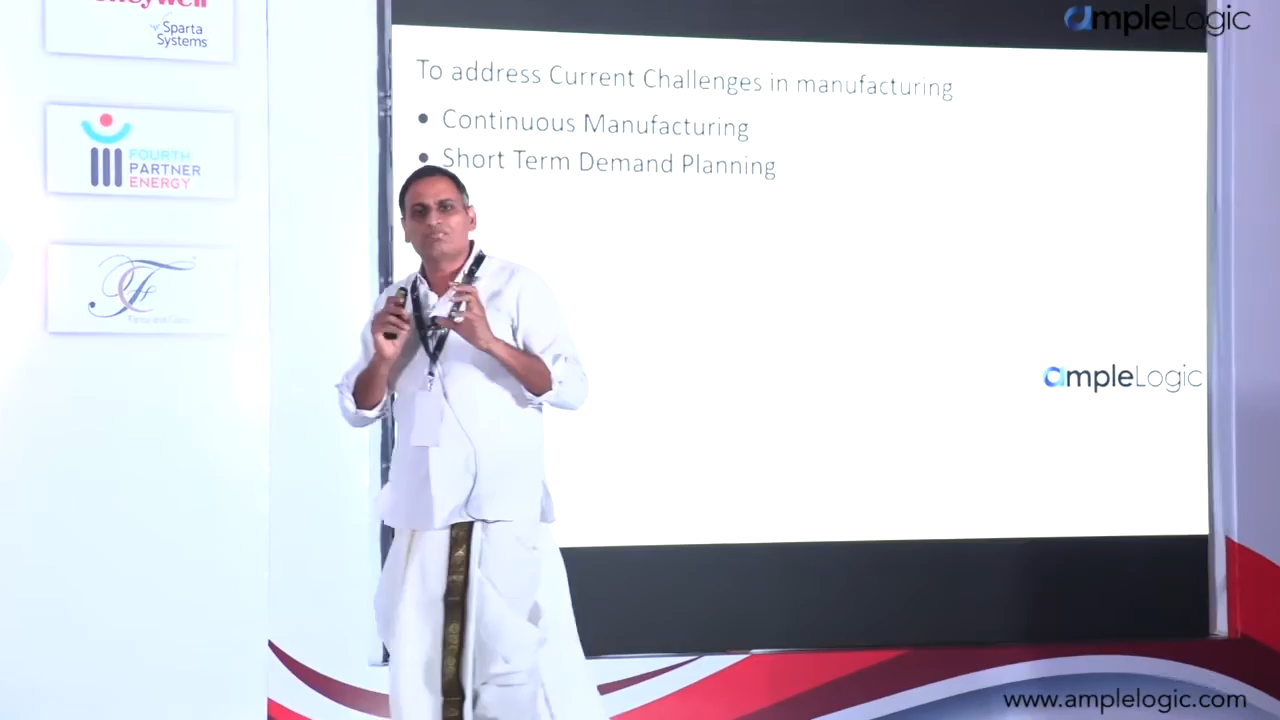 Honeywell
Sparta
Systems
FOURTH
PARTNER
ENERGY
ampleLogic
To address Current Challenges in manufacturing
• Continuous Manufacturing
• Short Term Demand Planning
ampleLogic
www.amplelogic.com